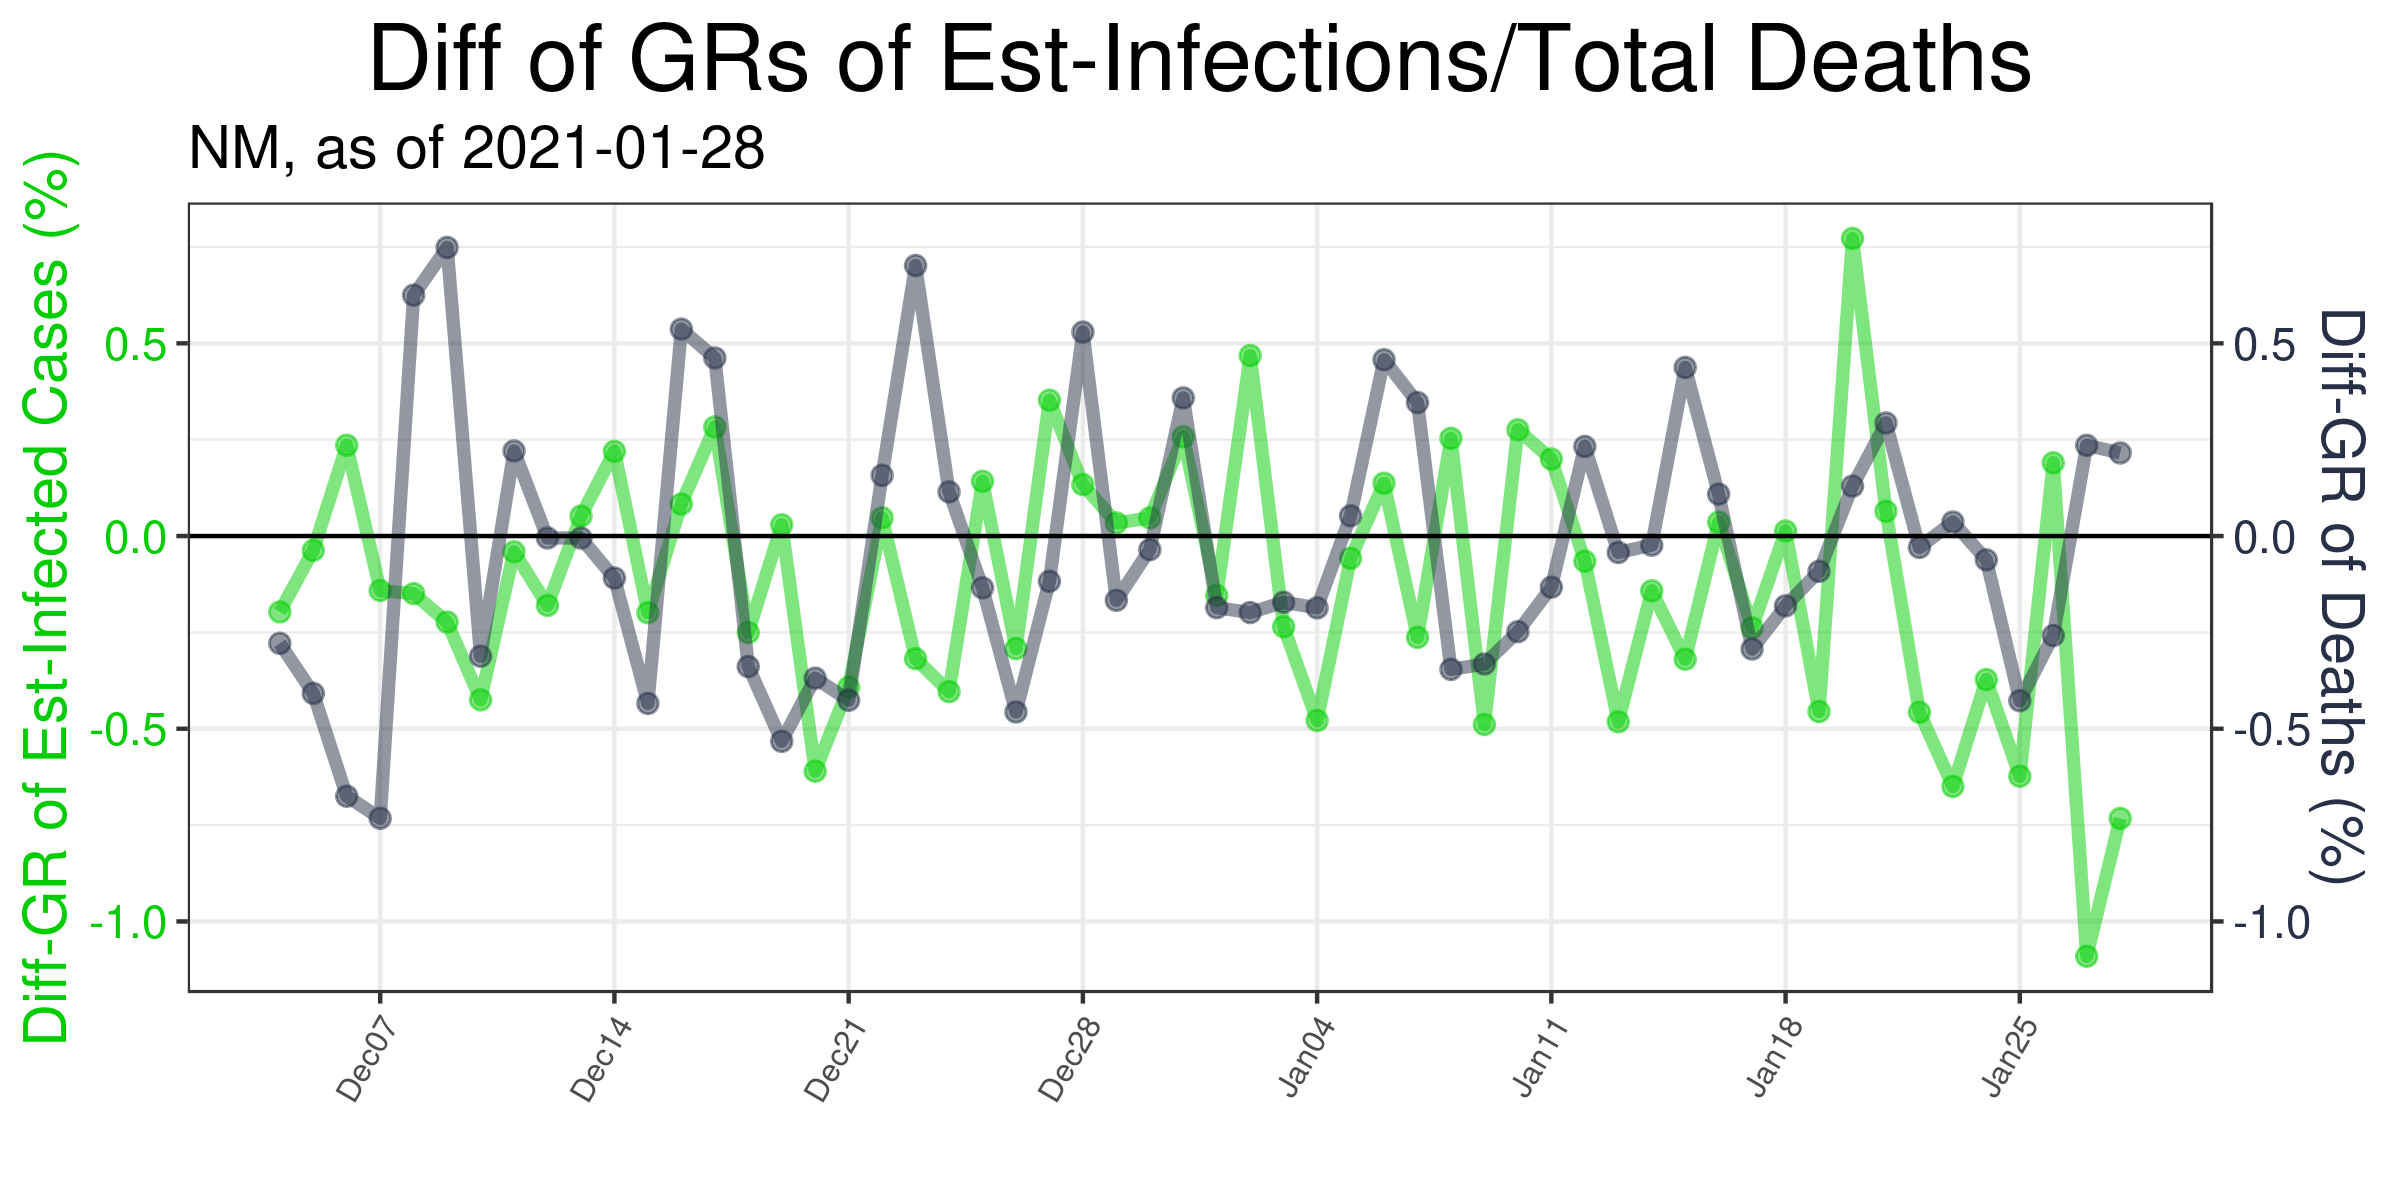 Diff of GRs of Est-Infections/Total Deaths
NM, as of 2021-01-28
Diff-GR of Est-Infected Cases (%)
0.5
0.0
-0.5
-1.0
0.5
0.0
-0.5
-1.0
Diff-GR of Deaths (%)
Dec07
Dec14
Dec21
Dec28
Jan04
Jan11
Jan18
Jan25